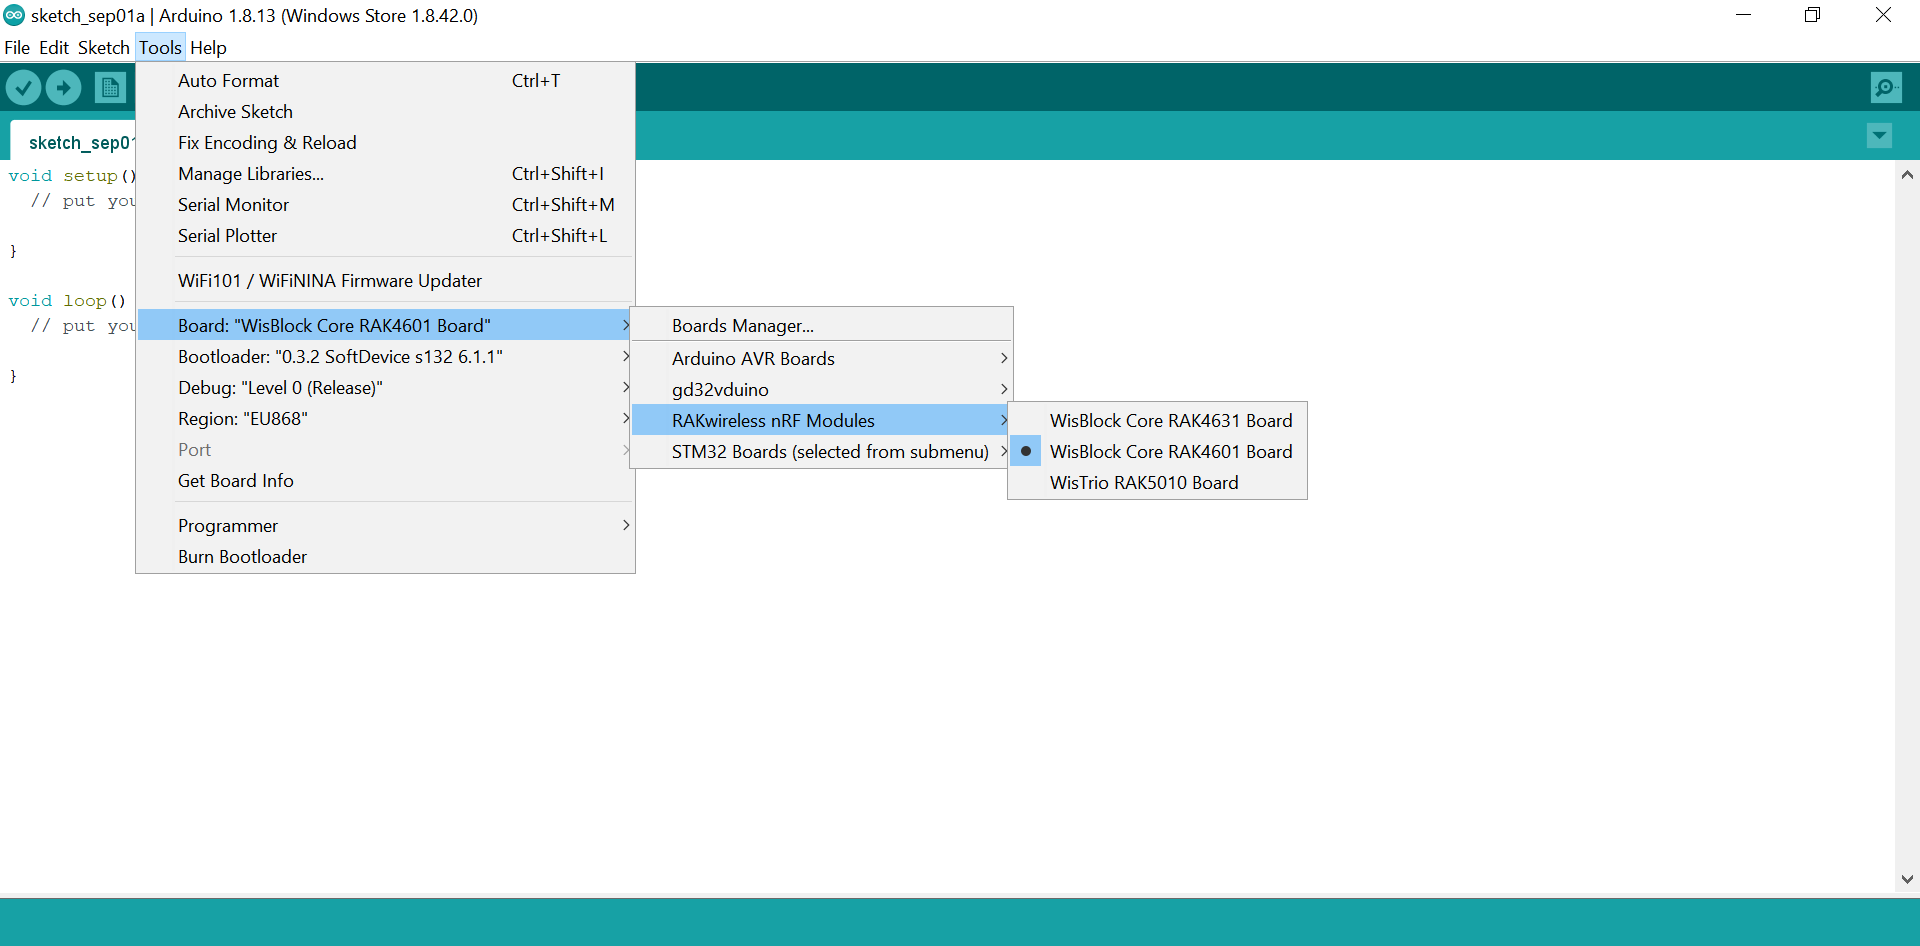 sketch_sep01a | Arduino 1.8.13 (Windows Store 1.8.42.0)
File Edit Sketch Tools Help
Auto Format Ctrl+T
Archive Sketch
Fix Encoding & Reload
Manage Libraries... Ctrl+Shift+I
Serial Monitor Ctrl+Shift+M
Serial Plotter Ctrl+Shift+L
WiFi101 / WiFiNINA Firmware Updater
Board: "WisBlock Core RAK4601 Board"
Bootloader: "0.3.2 SoftDevice s132 6.1.1"
Debug: "Level 0 (Release)"
Region: "EU868"
Port
Get Board Info
Programmer
Burn Bootloader
Boards Manager...
Arduino AVR Boards
gd32vduino
RAKwireless nRF Modules
STM32 Boards (selected from submenu)
WisBlock Core RAK4631 Board
WisBlock Core RAK4601 Board
WisTrio RAK5010 Board
sketch_sep01
void setup()
// put you
}
void loop()
// put you
}